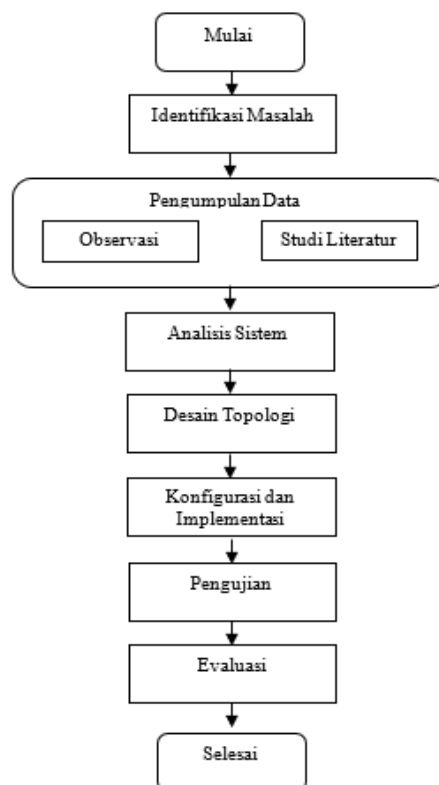 Mulai
Identifikasi Masalah
Pengumpulan Data
Observasi
Studi Literatur
Analisis Sistem
Desain Topologi
Konfigurasi dan
Implementasi
Pengujian
Evaluasi
Selesai